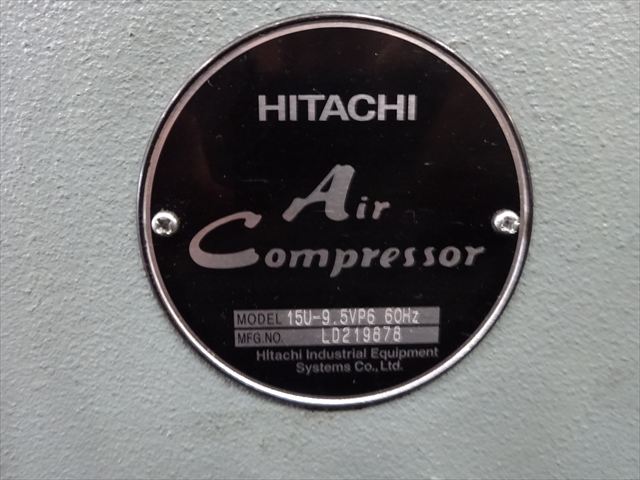 HITACHI
Air
Compressor
MODEL 15U-9.5VP6 60Hz
MFG.NO. LD219878
Hitachi Industrial Equipment
Systems Co., Ltd.